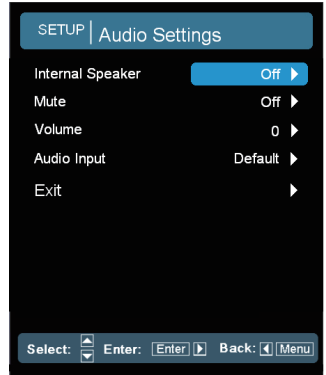 SETUP | Audio Settings
Internal Speaker Off
Mute Off
Volume 0
Audio Input Default
Exit
Select: Enter: Enter Back: Menu